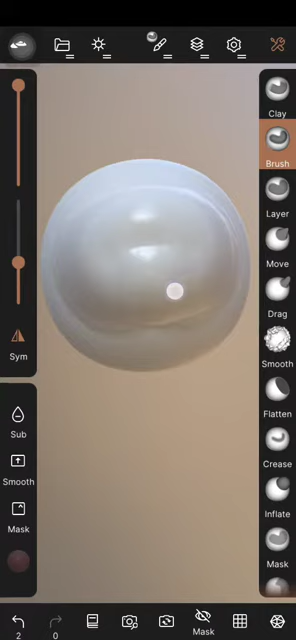 Clay
Brush
Layer
Move
Drag
Smooth
Flatten
Crease
Inflate
Mask
Sym
Sub
Smooth
Mask
2
0
Mask